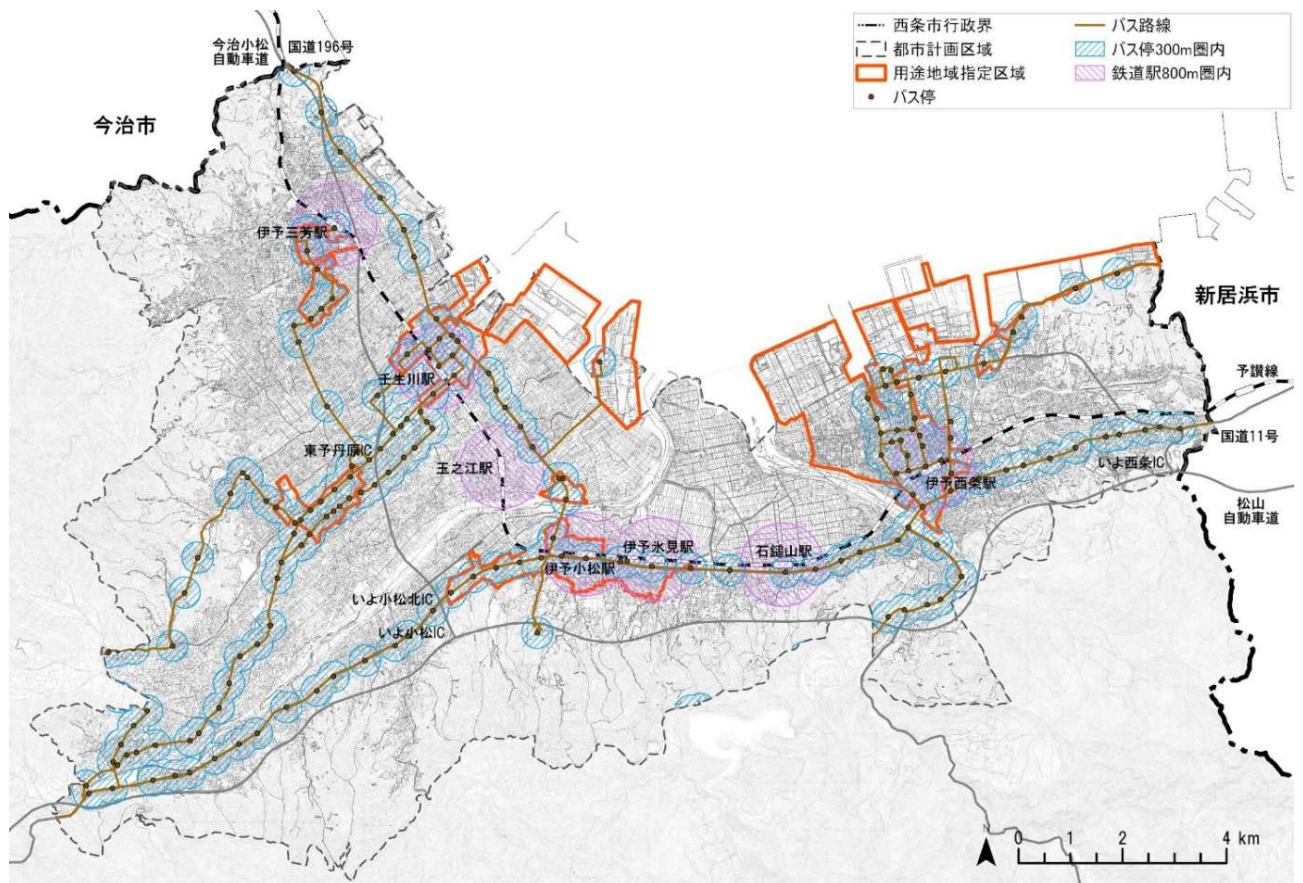 西条市行政界
都市計画区域
用途地域指定区域
バス停
バス路線
バス停300m圏内
鉄道駅800m圏内
今治小松
自動車道
国道196号
今治市
伊予三芳駅
新居浜市
壬生川駅
予讃線
国道11号
東予丹原IC
玉之江駅
いよ西条IC
伊予西条駅
松山
自動車道
伊予氷見駅
石鎚山駅
伊予小松駅
いよ小松北IC
いよ小松IC
N
0 1 2 4 km